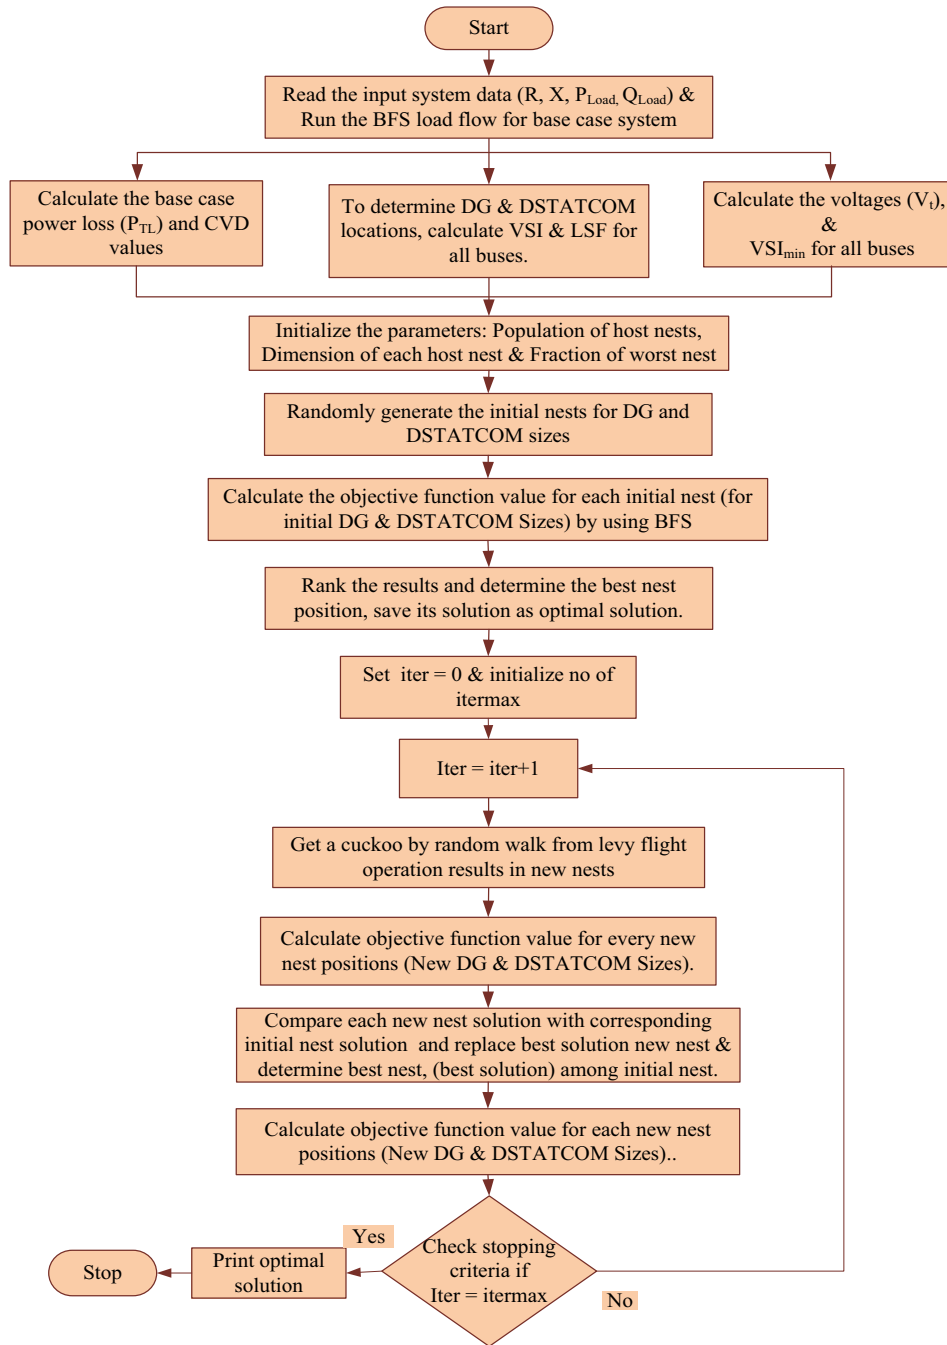 Start
Read the input system data (R, X, P_Load, Q_Load) &
Run the BFS load flow for base case system
Calculate the base case
power loss (P_TL) and CVD
values
To determine DG & DSTATCOM
locations, calculate VSI & LSF for
all buses.
Calculate the voltages (V_t),
&
VSI_min for all buses
Initialize the parameters: Population of host nests,
Dimension of each host nest & Fraction of worst nest
Randomly generate the initial nests for DG and
DSTATCOM sizes
Calculate the objective function value for each initial nest (for
initial DG & DSTATCOM Sizes) by using BFS
Rank the results and determine the best nest
position, save its solution as optimal solution.
Set iter = 0 & initialize no of
itermax
Iter = iter+1
Get a cuckoo by random walk from levy flight
operation results in new nests
Calculate objective function value for every new
nest positions (New DG & DSTATCOM Sizes).
Compare each new nest solution with corresponding
initial nest solution and replace best solution new nest &
determine best nest, (best solution) among initial nest.
Calculate objective function value for each new nest
positions (New DG & DSTATCOM Sizes)..
Check stopping
criteria if
Iter = itermax
Yes
No
Print optimal
solution
Stop